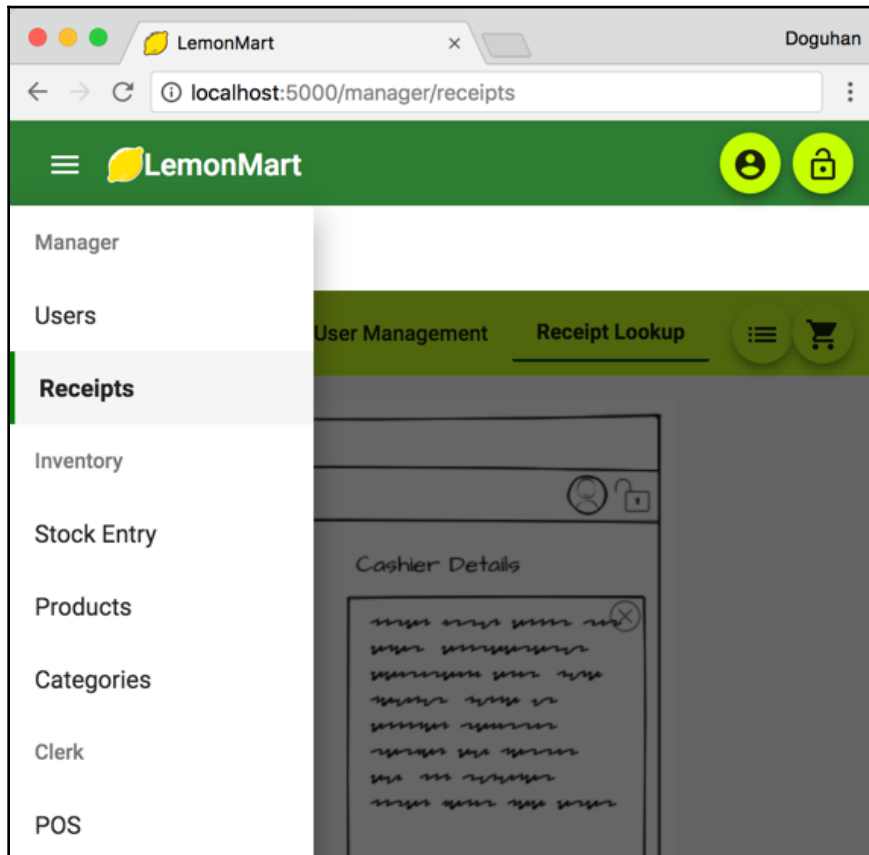 LemonMart
Doguhan
localhost:5000/manager/receipts
LemonMart
Manager
Users
Receipts
Inventory
Stock Entry
Products
Categories
Clerk
POS
User Management
Receipt Lookup
Cashier Details